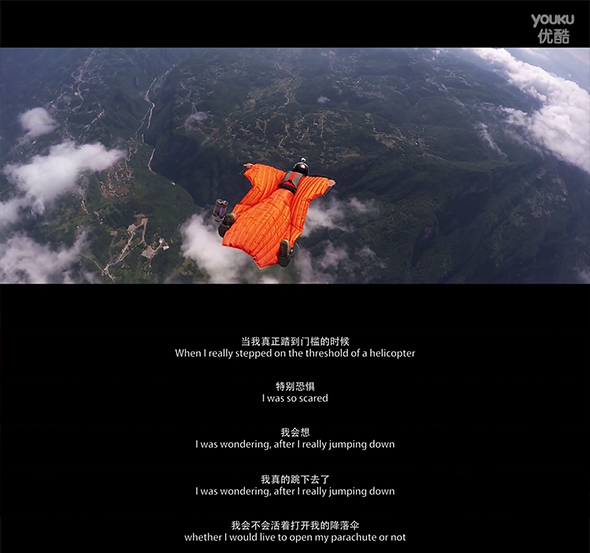 YOUKU
优酷
当我真正踏到门槛的时候
When I really stepped on the threshold of a helicopter
特别恐惧
I was so scared
我会想
I was wondering, after I really jumping down
我真的跳下去了
I was wondering, after I really jumping down
我会不会活着打开我的降落伞
whether I would live to open my parachute or not